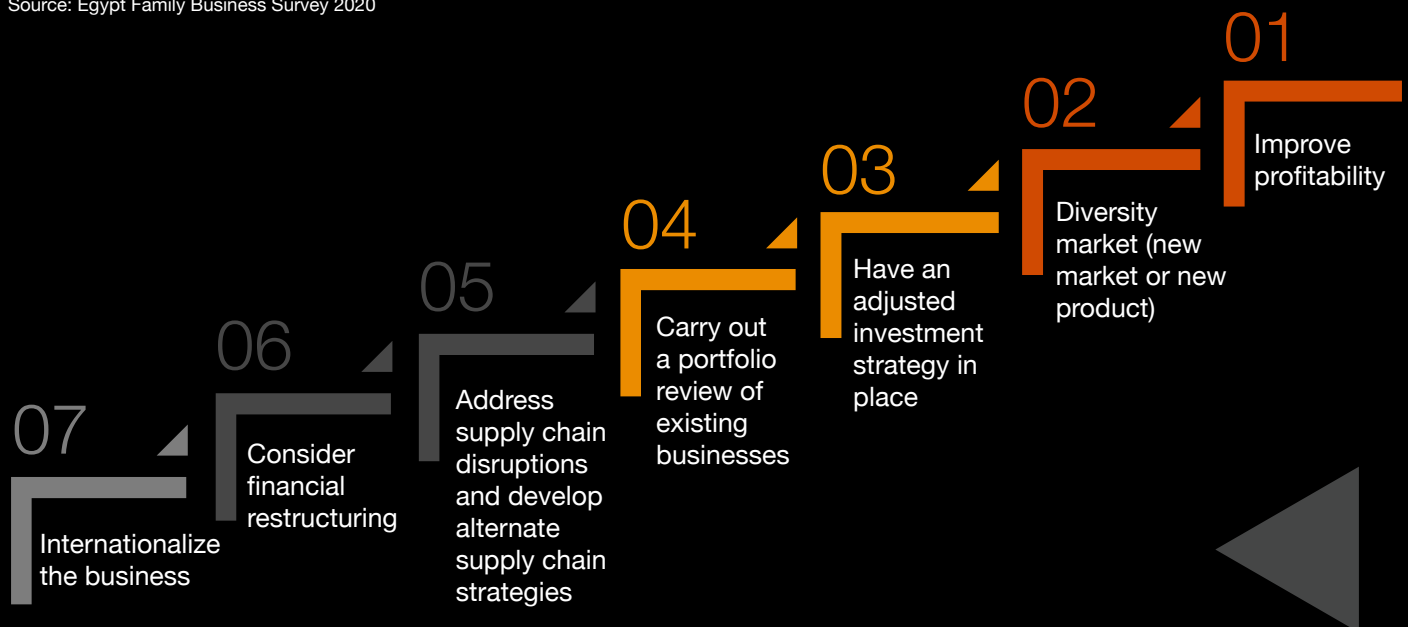 Source: Egypt Family Business Survey 2020
01
Improve
profitability
02
Diversity
market (new
market or new
product)
03
Have an
adjusted
investment
strategy in
place
04
Carry out
a portfolio
review of
existing
businesses
05
Address
supply chain
disruptions
and develop
alternate
supply chain
strategies
06
Consider
financial
restructuring
07
Internationalize
the business